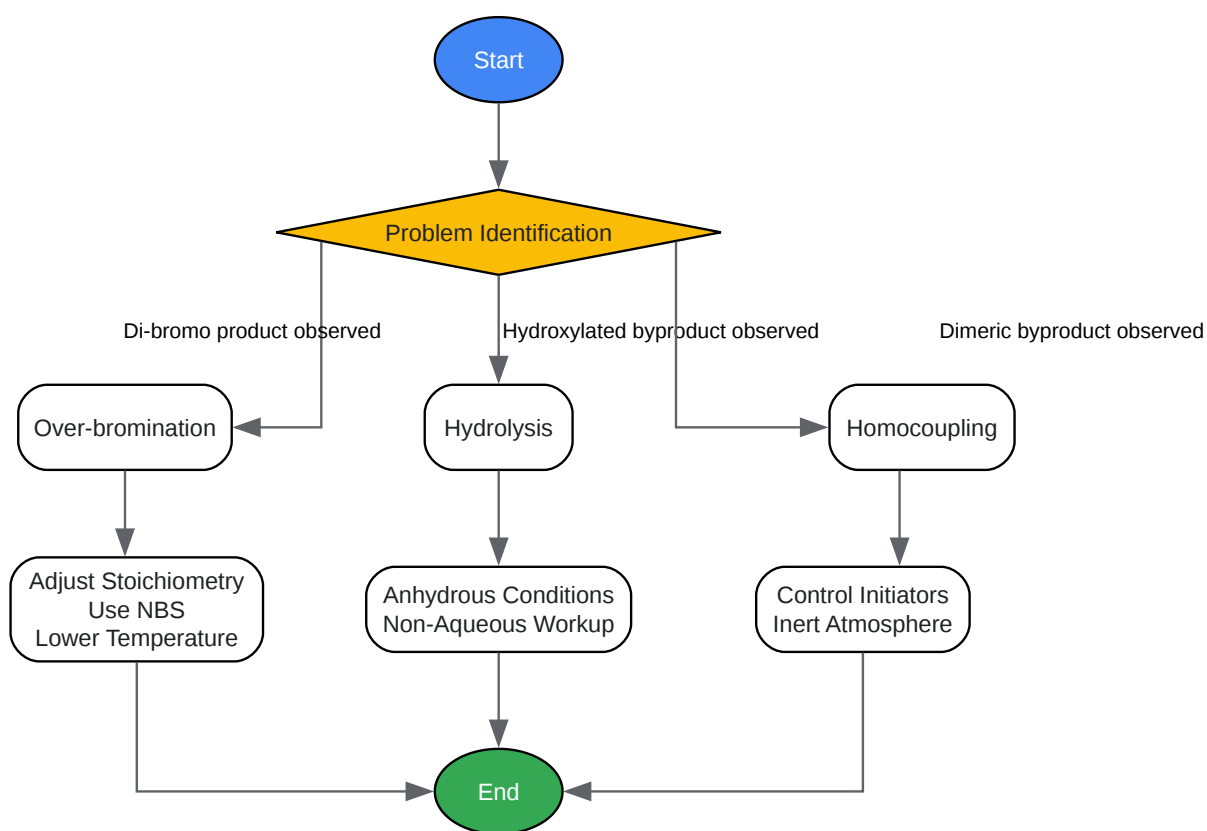 Start
Problem Identification
Di-bromo product observed
Hydroxylated byproduct observed
Dimeric byproduct observed
Over-bromination
Hydrolysis
Homocoupling
Adjust Stoichiometry
Use NBS
Lower Temperature
Anhydrous Conditions
Non-Aqueous Workup
Control Initiators
Inert Atmosphere
End